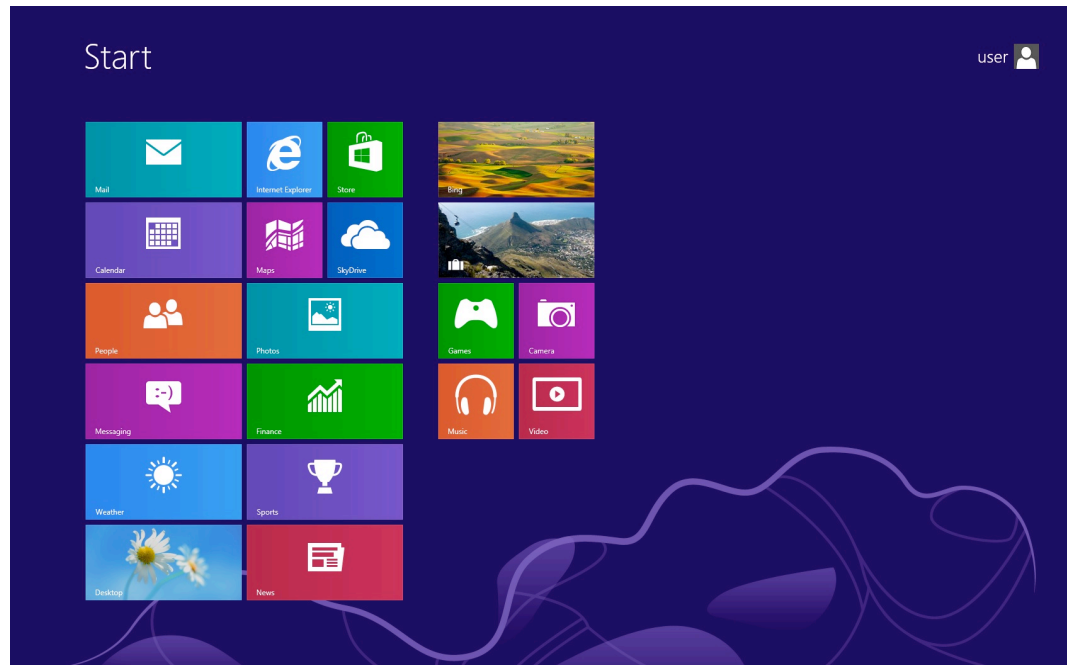 Start
user
Mail
Internet Explorer
Store
Bing
Calendar
Maps
SkyDrive
People
:-)
Photos
Games
Camera
Messaging
Finance
Music
Video
Weather
Sports
Desktop
News